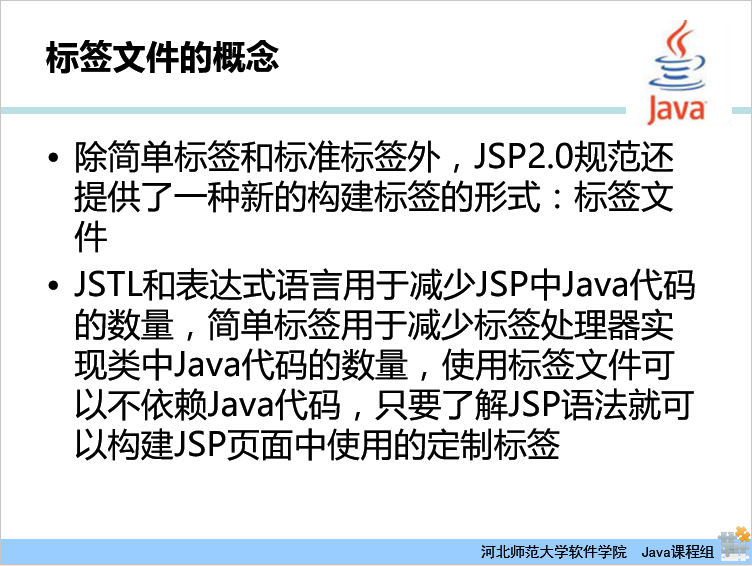 标签文件的概念
Java
• 除简单标签和标准标签外，JSP2.0规范还
提供了一种新的构建标签的形式：标签文
件
• JSTL和表达式语言用于减少JSP中Java代码
的数量，简单标签用于减少标签处理器实
现类中Java代码的数量，使用标签文件可
以不依赖Java代码，只要了解JSP语法就可
以构建JSP页面中使用的定制标签
河北师范大学软件学院 Java课程组